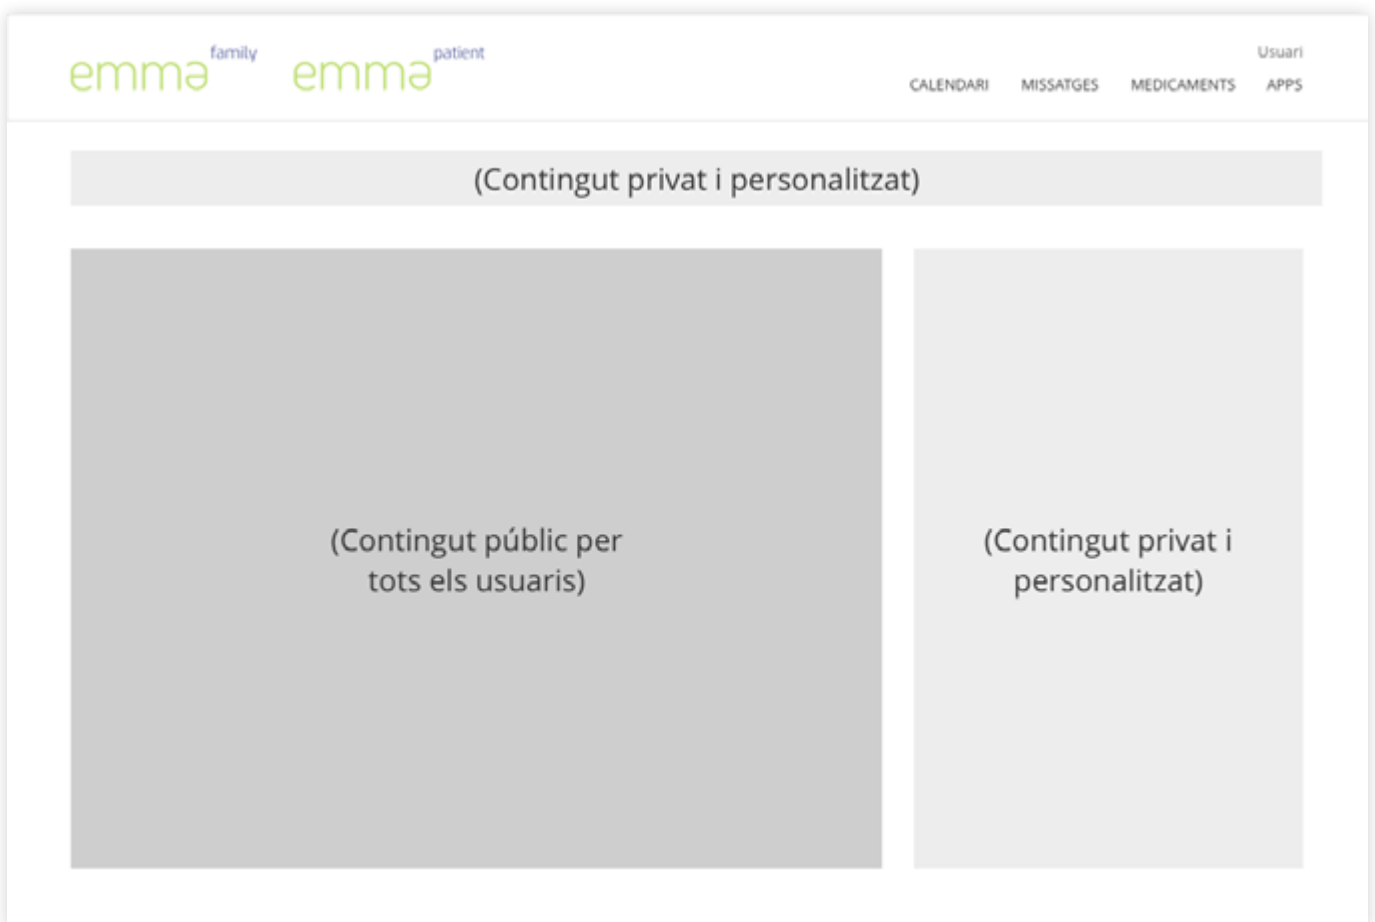 emma family
emma patient
Usuari
CALENDARI MISSATGES MEDICAMENTS APPS
(Contingut privat i personalitzat)
(Contingut públic per
tots els usuaris)
(Contingut privat i
personalitzat)